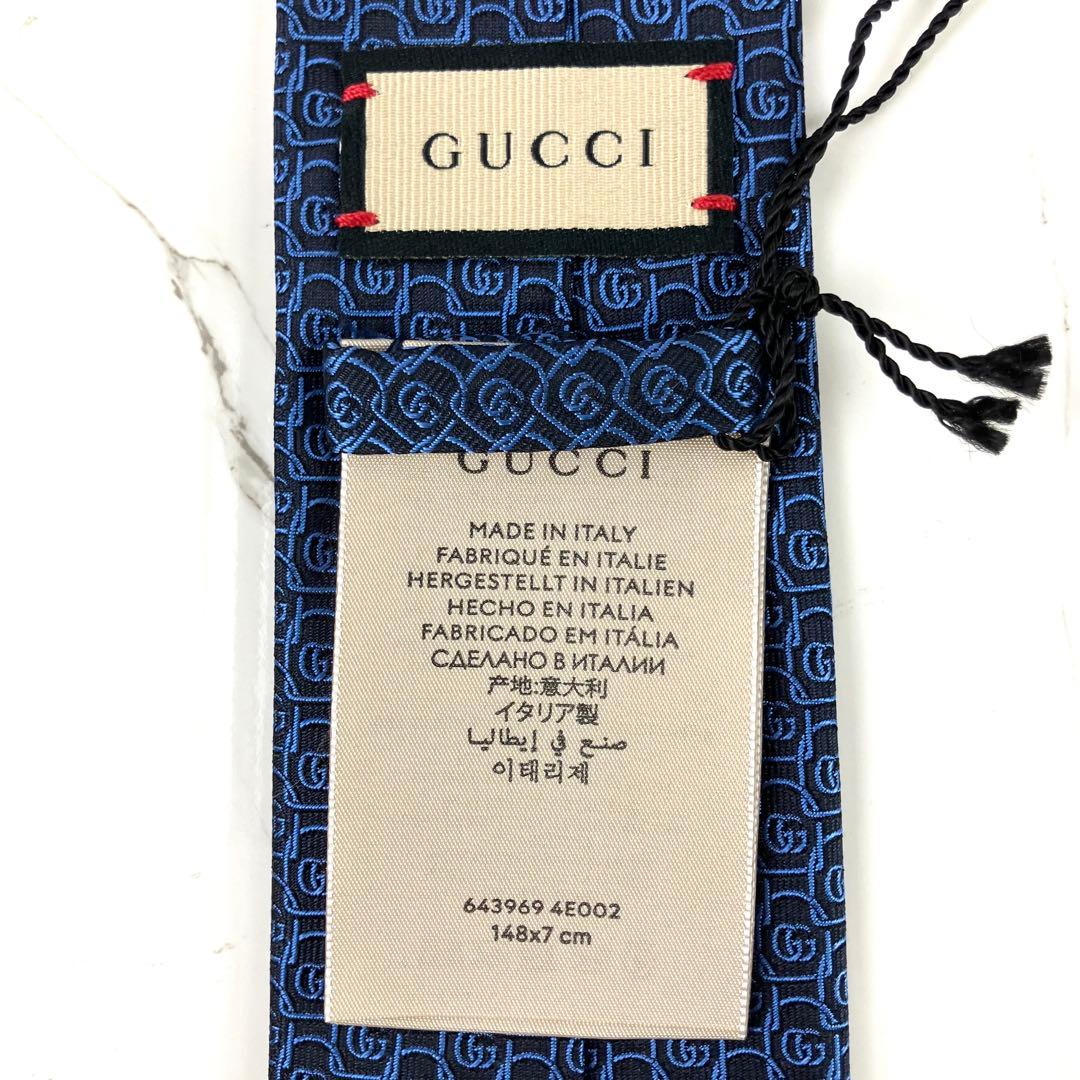 GUCCI
GUCCI
MADE IN ITALY
FABRIQUÉ EN ITALIE
HERGESTELLT IN ITALIEN
HECHO EN ITALIA
FABRICADO EM ITÁLIA
СДЕЛАНО В ИТАЛИИ
产地:意大利
イタリア製
صنع في إيطاليا
이태리제
643969 4E002
148x7 cm